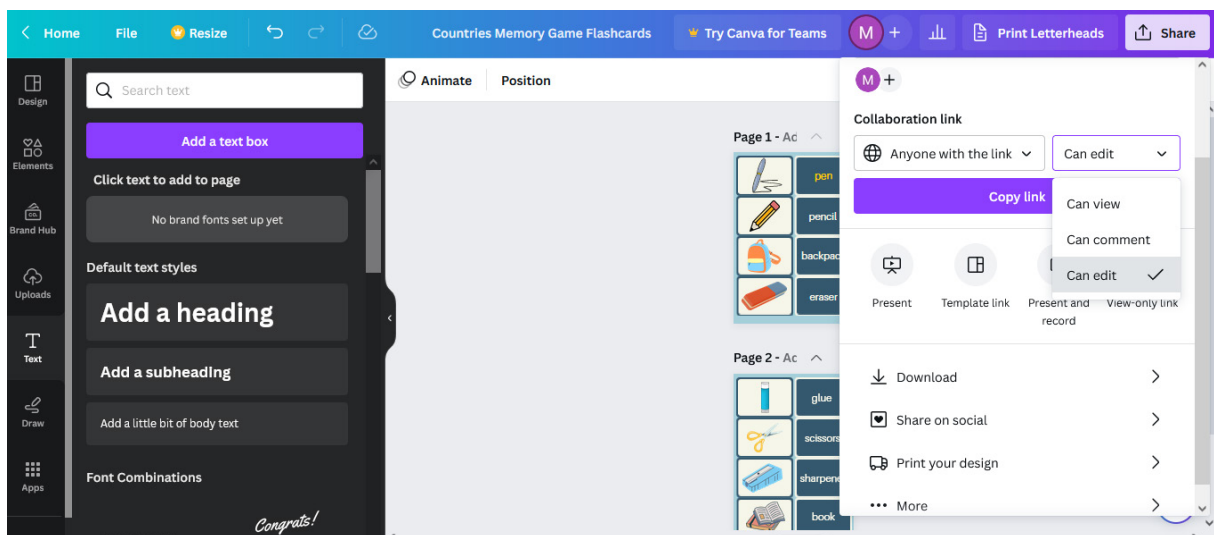 Home File Resize Countries Memory Game Flashcards Try Canva for Teams M + Print Letterheads Share
Design
Elements
CO.
Brand Hub
Uploads
T
Text
Draw
Apps
Search text
Add a text box
Click text to add to page
No brand fonts set up yet
Default text styles
Add a heading
Add a subheading
Add a little bit of body text
Font Combinations
Congrats!
Animate Position
Page 1 - Ad
pen
pencil
backpac
eraser
Page 2 - Ad
glue
scissors
sharpene
book
M +
Collaboration link
Anyone with the link Can edit
Copy link
Can view
Can comment
Can edit
Present Template link Present and record View-only link
Download
Share on social
Print your design
More